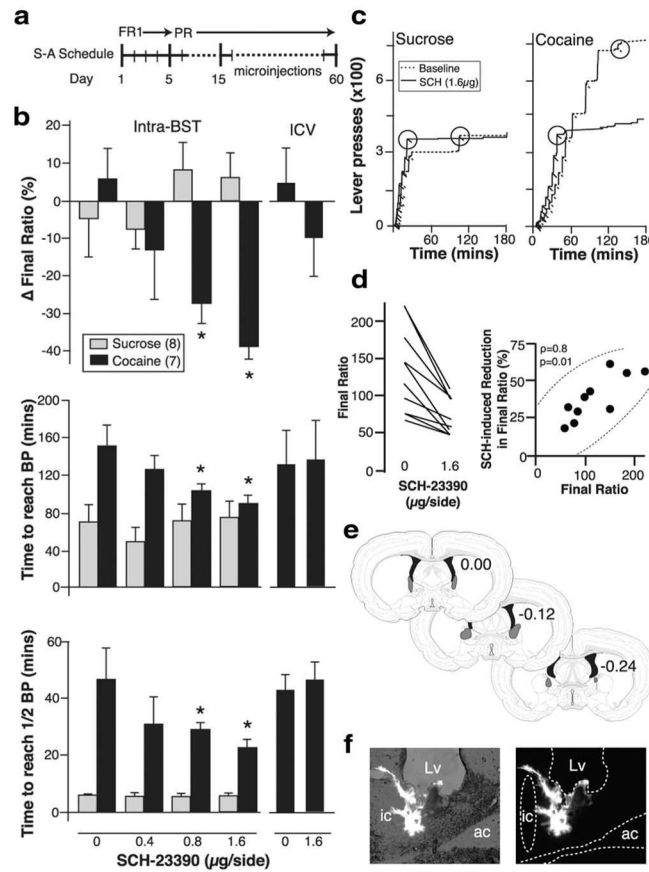 a
FR1 PR
S-A Schedule
microinjections
Day 1 5 15 60
b
Intra-BST ICV
Δ Final Ratio (%)
20
10
0
-10
-20
-30
-40
* *
Sucrose (8)
Cocaine (7)
Time to reach BP (mins)
200
160
120
80
40
0
* *
Time to reach 1/2 BP (mins)
60
40
20
0
* *
0 0.4 0.8 1.6 0 1.6
SCH-23390 (µg/side)
c
Sucrose Cocaine
Baseline
SCH (1.6µg)
Lever presses (x100)
6
3
0
60 120 180 60 120 180
Time (mins) Time (mins)
d
Final Ratio
200
150
100
50
0
0 1.6
SCH-23390
(µg/side)
SCH-induced Reduction
in Final Ratio (%)
ρ=0.8
p=0.01
75
50
25
0
0 100 200
Final Ratio
e
0.00
-0.12
-0.24
f
Lv Lv
ic ic
ac ac